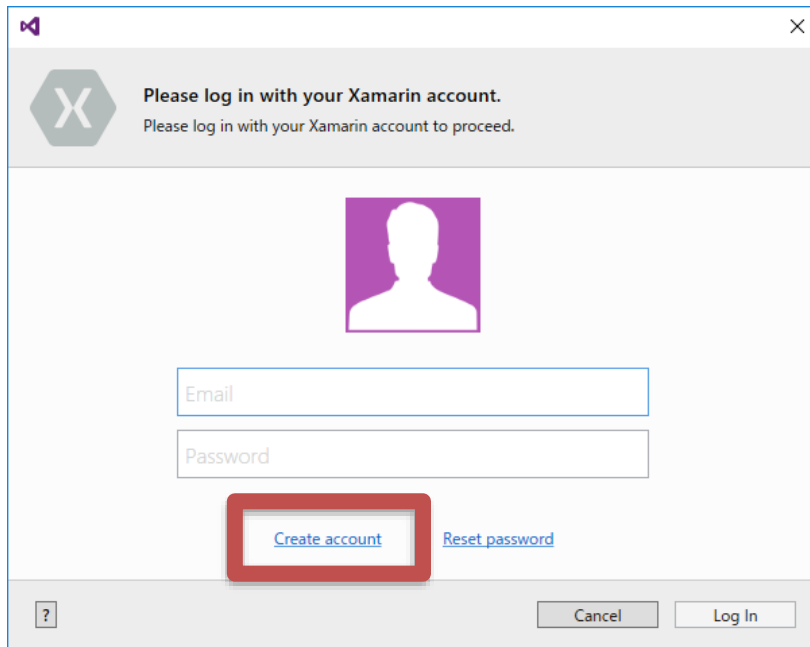 Please log in with your Xamarin account.
Please log in with your Xamarin account to proceed.
Email
Password
Create account Reset password
? Cancel Log In